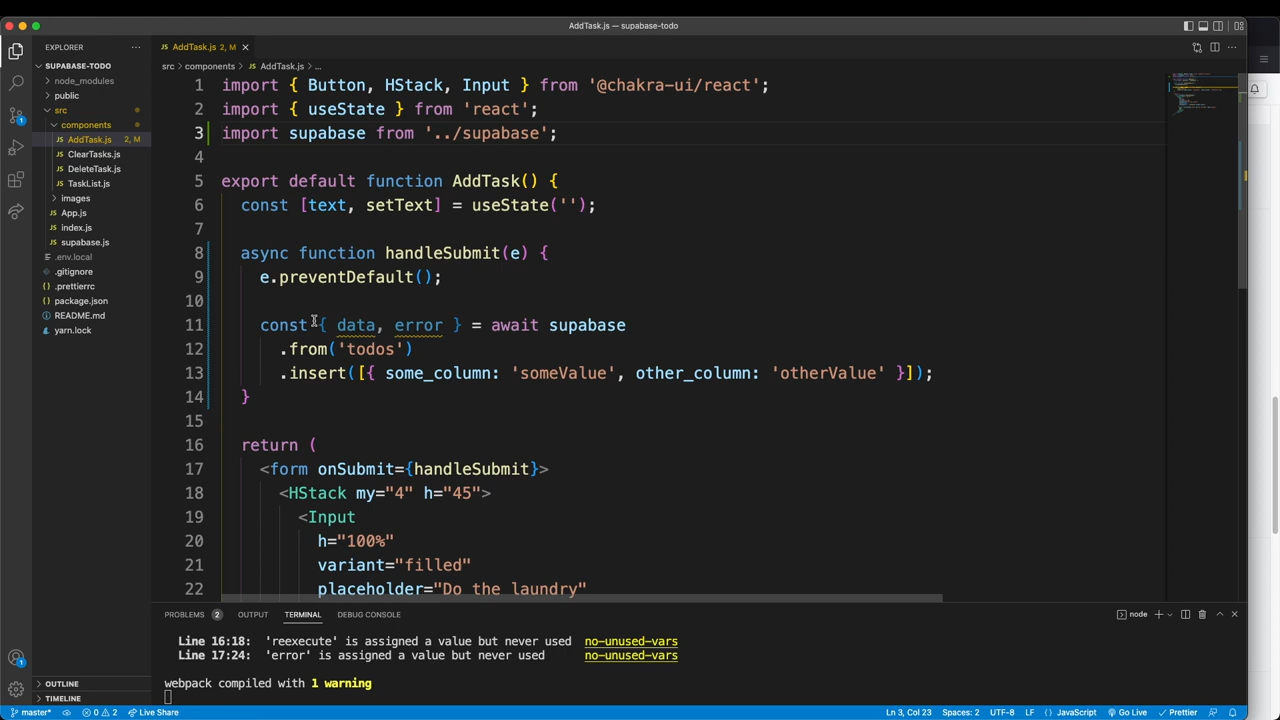 AddTask.js — supabase-todo
EXPLORER
SUPABASE-TODO
node_modules
public
src
components
AddTask.js 2, M
ClearTasks.js
DeleteTask.js
TaskList.js
images
App.js
index.js
supabase.js
.env.local
.gitignore
.prettierrc
package.json
README.md
yarn.lock
OUTLINE
TIMELINE
JS AddTask.js 2, M
src > components > JS AddTask.js > ...
1 import { Button, HStack, Input } from '@chakra-ui/react';
2 import { useState } from 'react';
3 import supabase from '../supabase';
4
5 export default function AddTask() {
6 const [text, setText] = useState('');
7
8 async function handleSubmit(e) {
9 e.preventDefault();
10
11 const { data, error } = await supabase
12 .from('todos')
13 .insert([{ some_column: 'someValue', other_column: 'otherValue' }]);
14 }
15
16 return (
17 <form onSubmit={handleSubmit}>
18 <HStack my="4" h="45">
19 <Input
20 h="100%"
21 variant="filled"
22 placeholder="Do the laundry"
PROBLEMS 2 OUTPUT TERMINAL DEBUG CONSOLE
node
Line 16:18: 'reexecute' is assigned a value but never used no-unused-vars
Line 17:24: 'error' is assigned a value but never used no-unused-vars
webpack compiled with 1 warning
master* 0 2 Live Share
Ln 3, Col 23 Spaces: 2 UTF-8 LF { } JavaScript Go Live Prettier